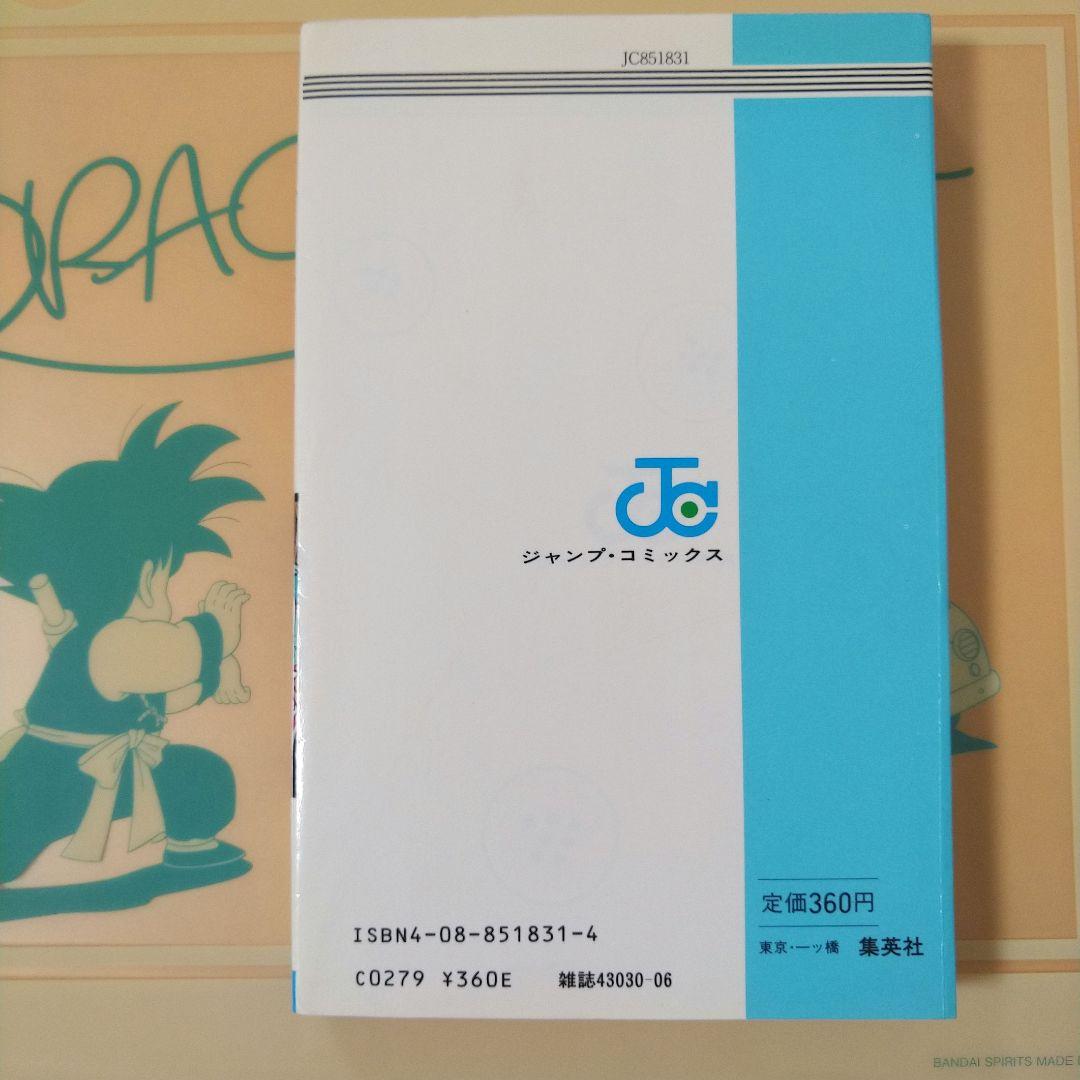 JC851831
DRAG
JC
ジャンプ・コミックス
定価360円
東京・一ッ橋 集英社
ISBN4-08-851831-4
C0279 ¥360E 雑誌43030-06
BANDAI SPIRITS MADE